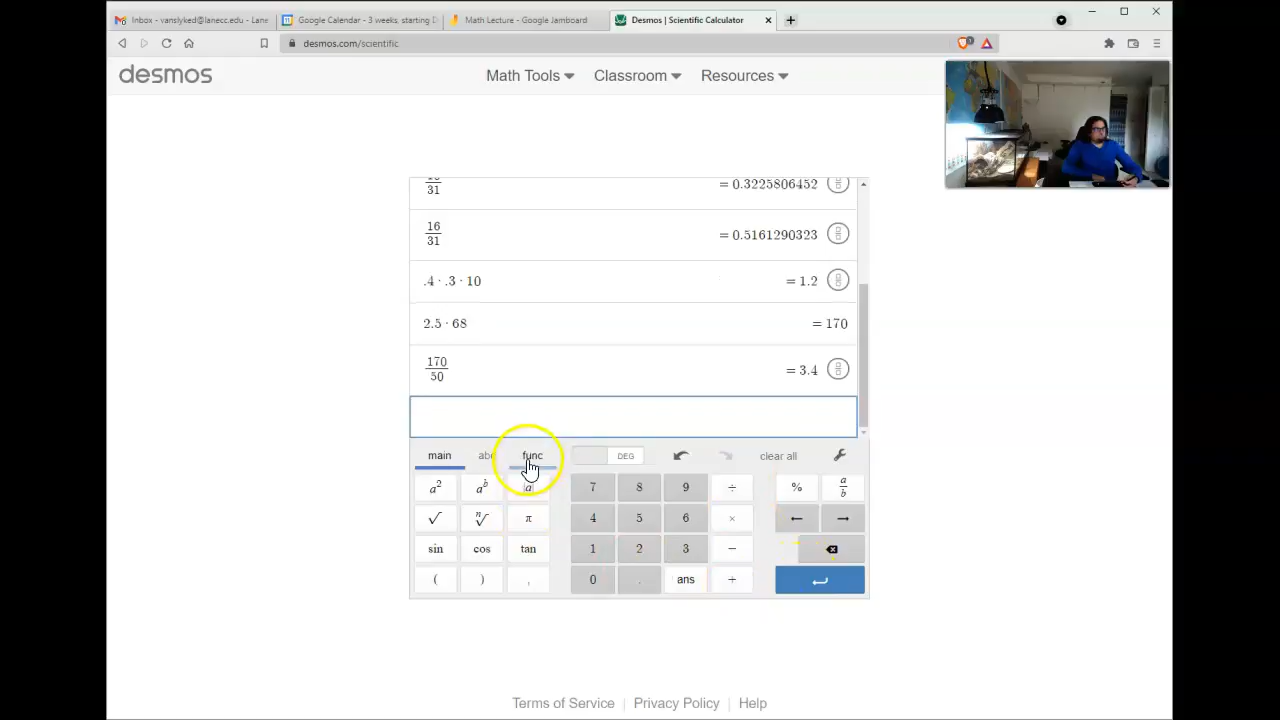 Inbox - vanslyked@lanecc.edu - Lane
Google Calendar - 3 weeks, starting D
Math Lecture - Google Jamboard
Desmos | Scientific Calculator
desmos.com/scientific
desmos
Math Tools
Classroom
Resources
31
= 0.3225806452
16
31
= 0.5161290323
.4 · .3 · 10
= 1.2
2.5 · 68
= 170
170
50
= 3.4
main
func
DEG
clear all
a²
aᵇ
|a|
7
8
9
÷
%
a
b
√
ⁿ√
π
4
5
6
×
←
→
sin
cos
tan
1
2
3
−
(
)
,
0
.
ans
+
Terms of Service | Privacy Policy | Help